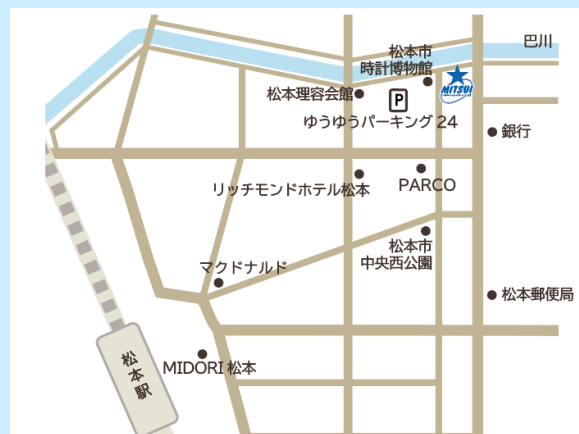 巴川
松本市
時計博物館
MITSUI
松本理容会館
P
ゆうゆうパーキング24
銀行
リッチモンドホテル松本
PARCO
松本市
中央西公園
マクドナルド
松本郵便局
松本駅
MIDORI 松本